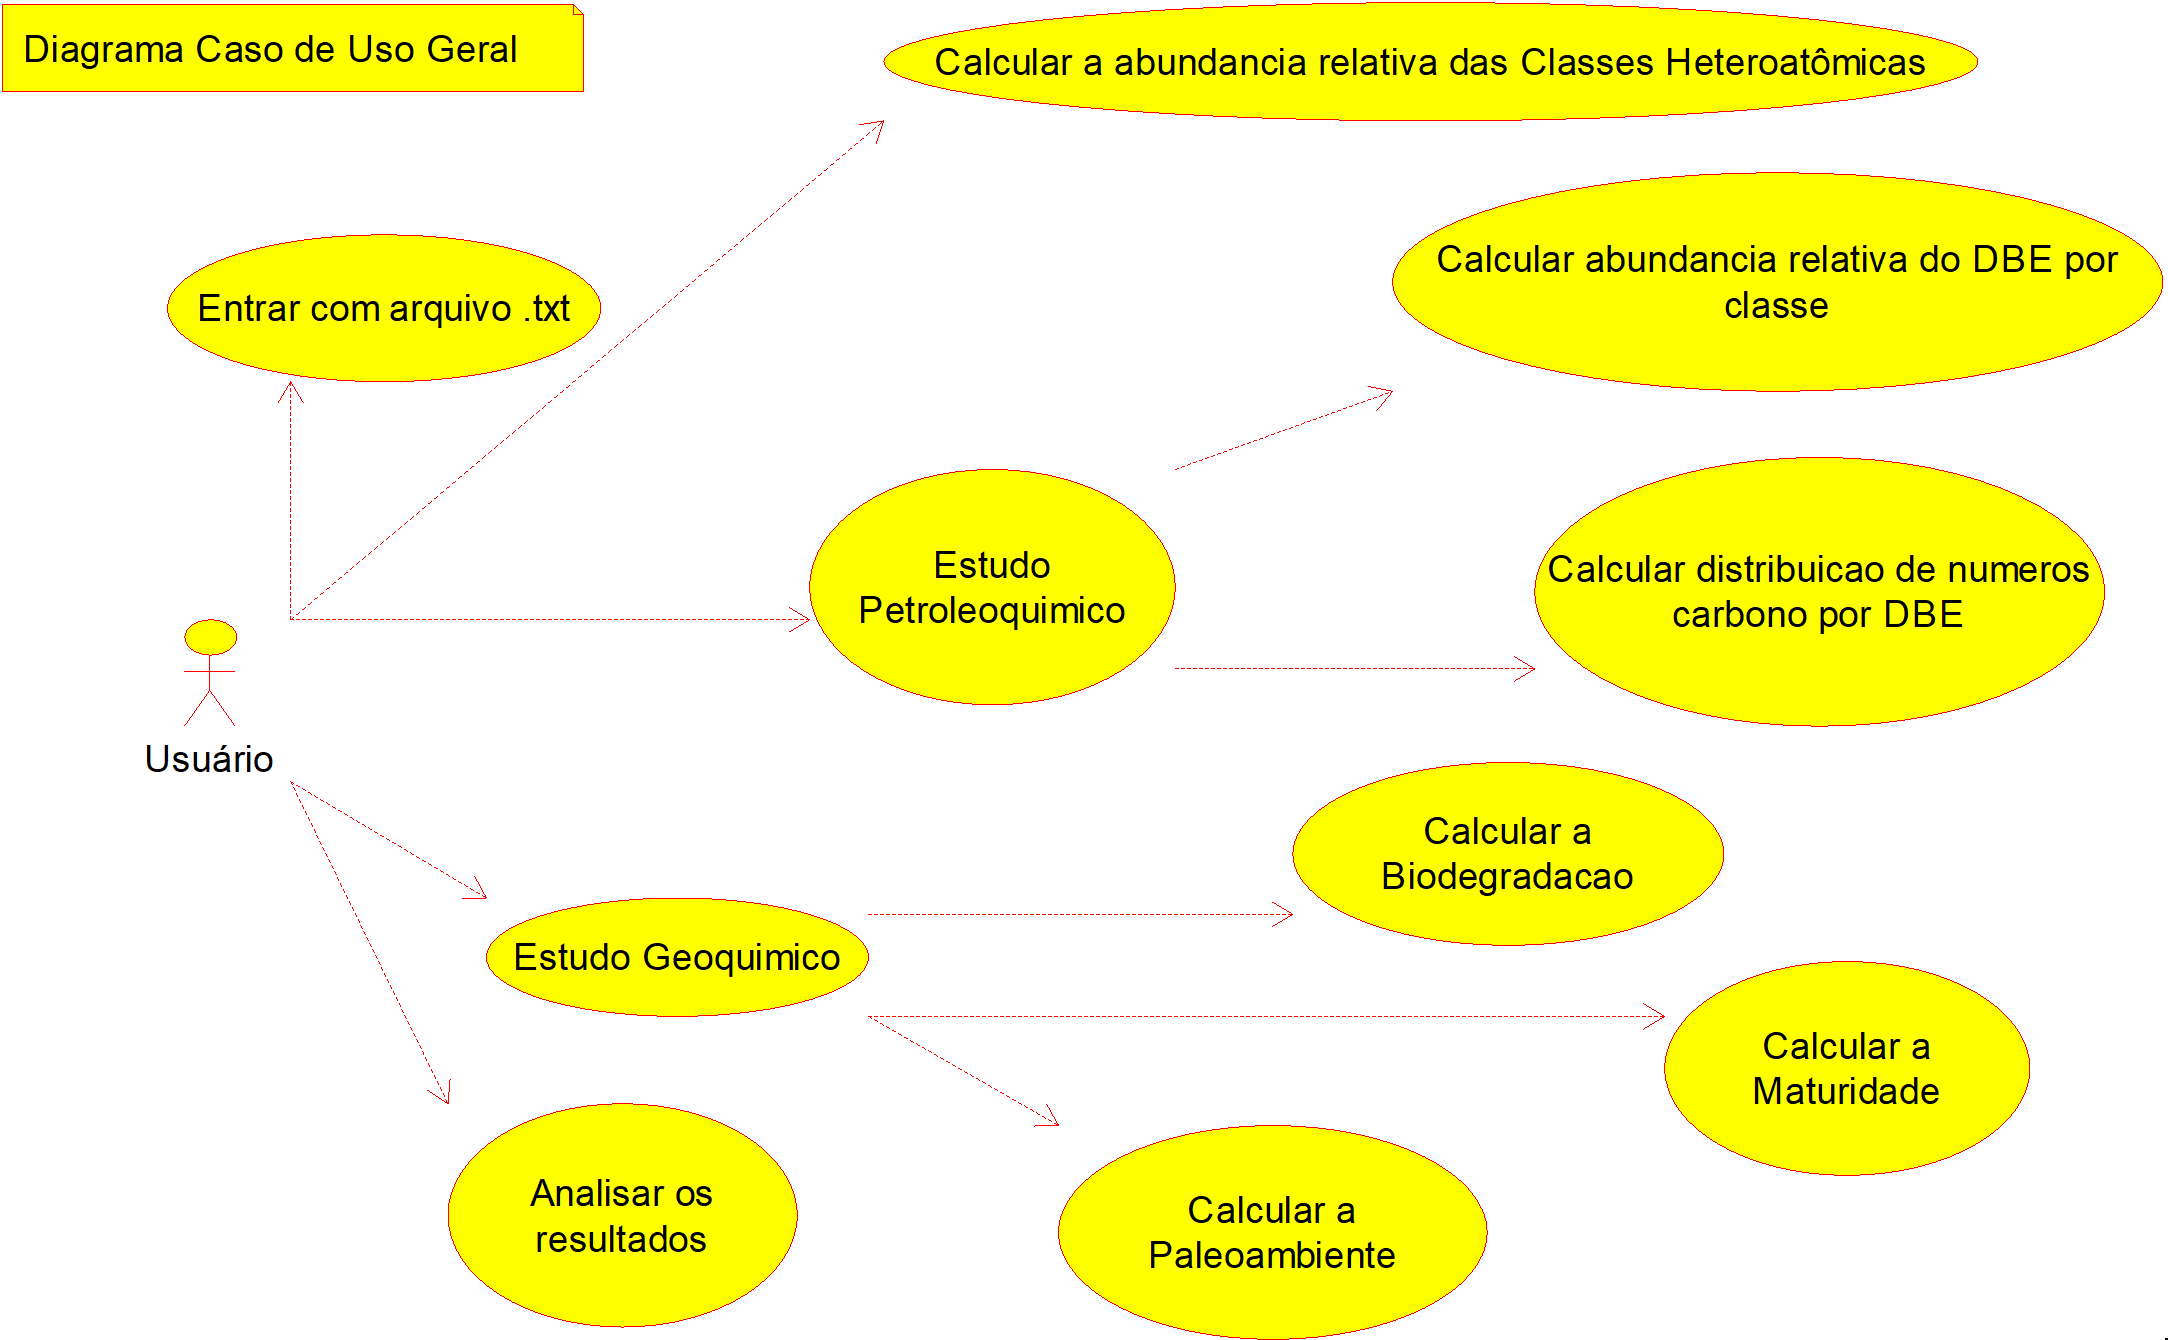 Diagrama Caso de Uso Geral
Calcular a abundancia relativa das Classes Heteroatômicas
Calcular abundância relativa do DBE por
classe
Entrar com arquivo .txt
Estudo
Petroleoquimico
Calcular distribuicao de numeros
carbono por DBE
Usuário
Calcular a
Biodegradacao
Estudo Geoquimico
Calcular a
Maturidade
Analisar os
resultados
Calcular a
Paleoambiente